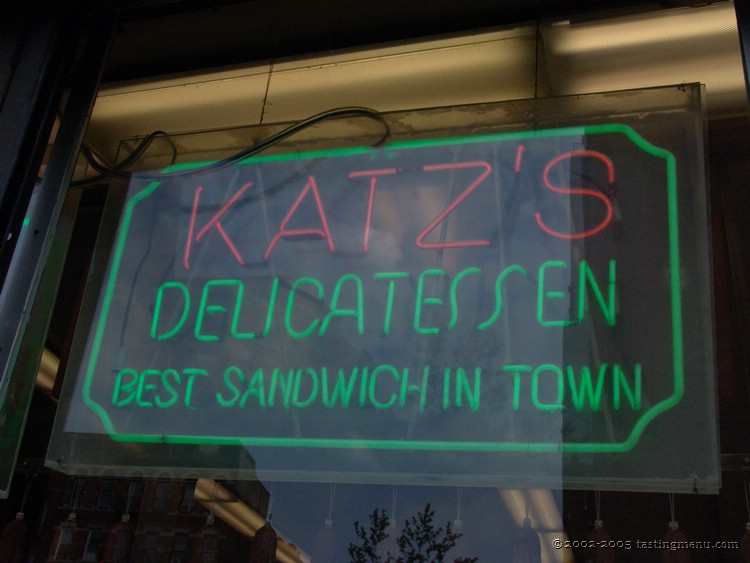 KATZ'S
DELICATESSEN
BEST SANDWICH IN TOWN
©2002-2005 tastingmenu.com